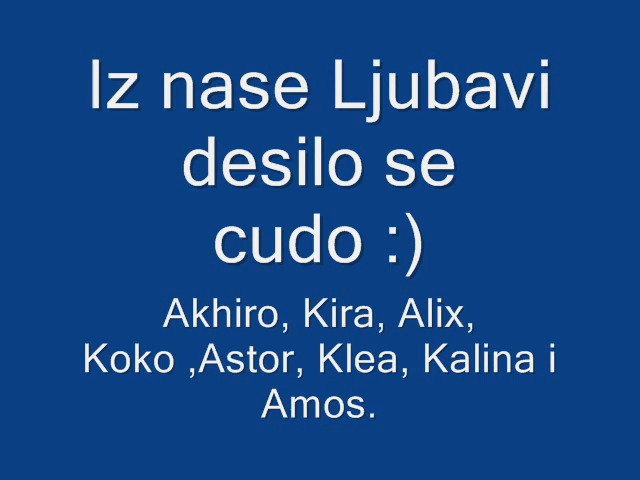 Iz nase Ljubavi
desilo se
cudo :)
Akhiro, Kira, Alix,
Koko ,Astor, Klea, Kalina i
Amos.